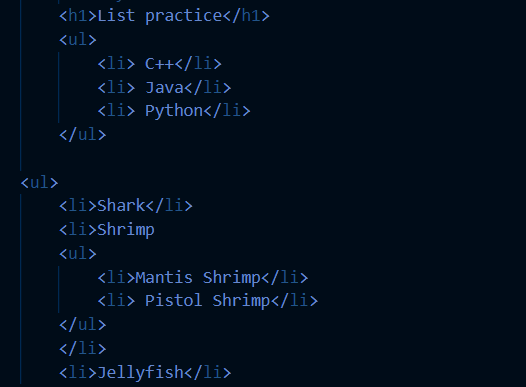 <h1>List practice</h1>
<ul>
<li> C++</li>
<li> Java</li>
<li> Python</li>
</ul>
<ul>
<li>Shark</li>
<li>Shrimp
<ul>
<li>Mantis Shrimp</li>
<li> Pistol Shrimp</li>
</ul>
</li>
<li>Jellyfish</li>